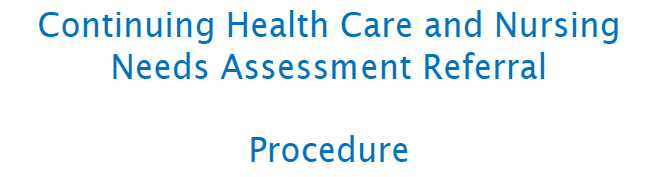 Continuing Health Care and Nursing
Needs Assessment Referral
Procedure